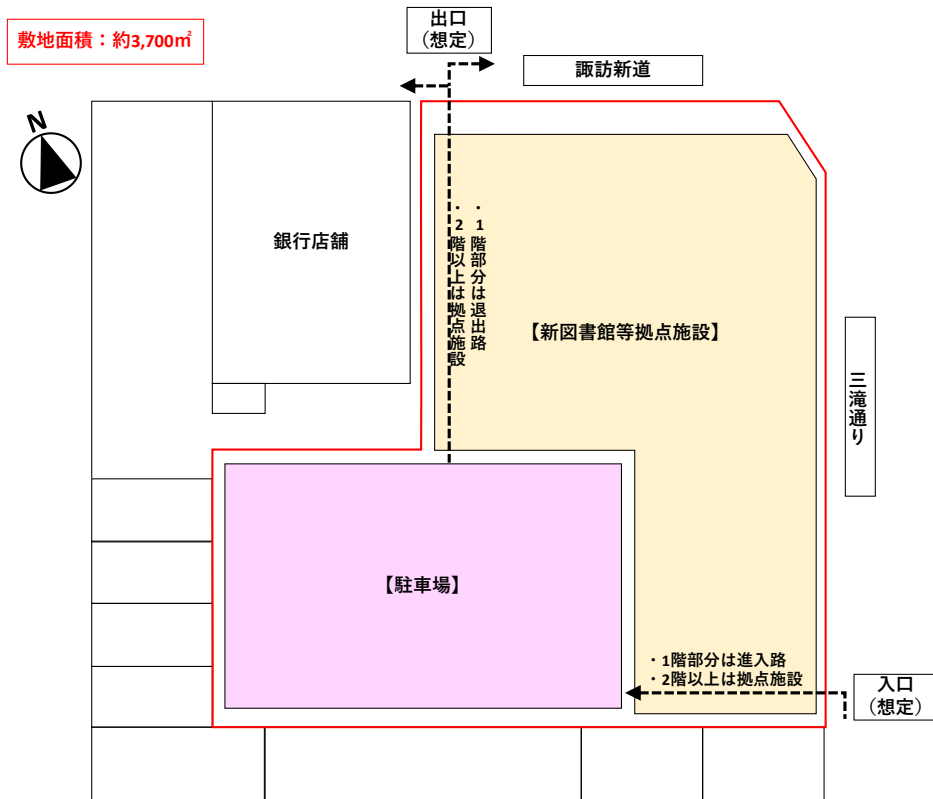 敷地面積：約3,700㎡
出口
（想定）
諏訪新道
N
銀行店舗
・1階部分は退出路
・2階以上は拠点施設
【新図書館等拠点施設】
三滝通り
【駐車場】
・1階部分は進入路
・2階以上は拠点施設
入口
（想定）